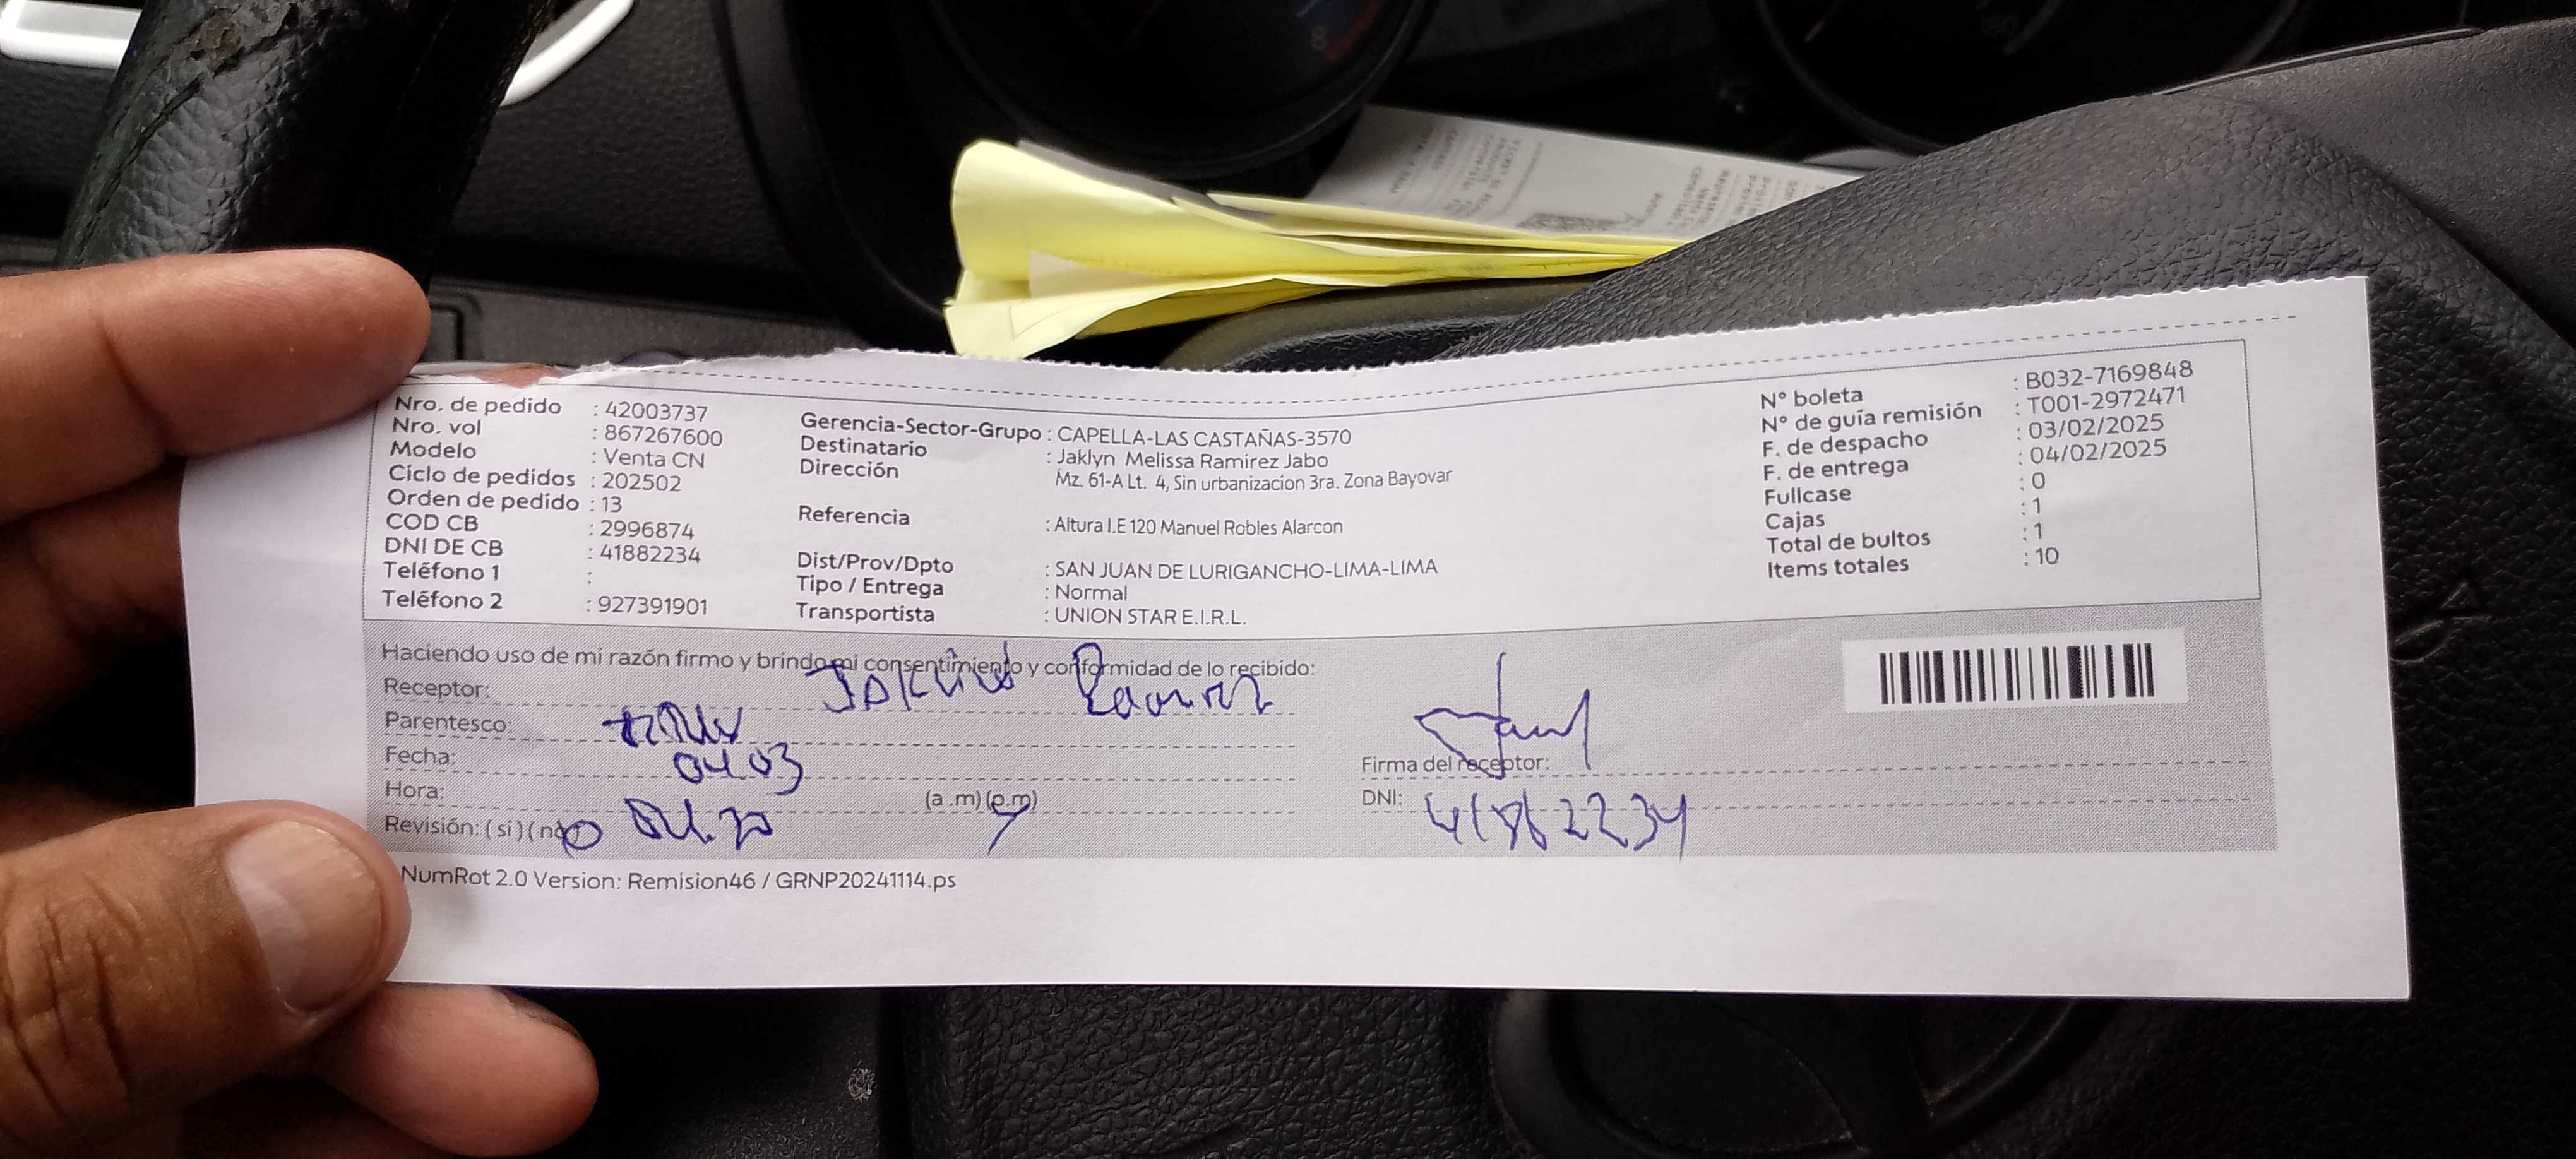 Nro. de pedido : 42003737
Nro. vol : 867267600
Modelo : Venta CN
Ciclo de pedidos : 202502
Orden de pedido : 13
COD CB : 2996874
DNI DE CB : 41882234
Teléfono 1 :
Teléfono 2 : 927391901
Gerencia-Sector-Grupo : CAPELLA-LAS CASTAÑAS-3570
Destinatario : Jaklyn Melissa Ramirez Jabo
Dirección Mz. 61-A Lt. 4, Sin urbanizacion 3ra. Zona Bayovar
Referencia : Altura I.E 120 Manuel Robles Alarcon
Dist/Prov/Dpto : SAN JUAN DE LURIGANCHO-LIMA-LIMA
Tipo / Entrega : Normal
Transportista : UNION STAR E.I.R.L.
N° boleta : B032-7169848
N° de guía remisión : T001-2972471
F. de despacho : 03/02/2025
F. de entrega : 04/02/2025
Fullcase : 0
Cajas : 1
Total de bultos : 1
Items totales : 10
Haciendo uso de mi razón firmo y brindo mi consentimiento y conformidad de lo recibido:
Receptor:
Parentesco:
Fecha: 04 03
Hora: (a .m) (p.m)
Revisión: ( si ) ( no
Firma del receptor:
DNI:
NumRot 2.0 Version: Remision46 / GRNP20241114.ps